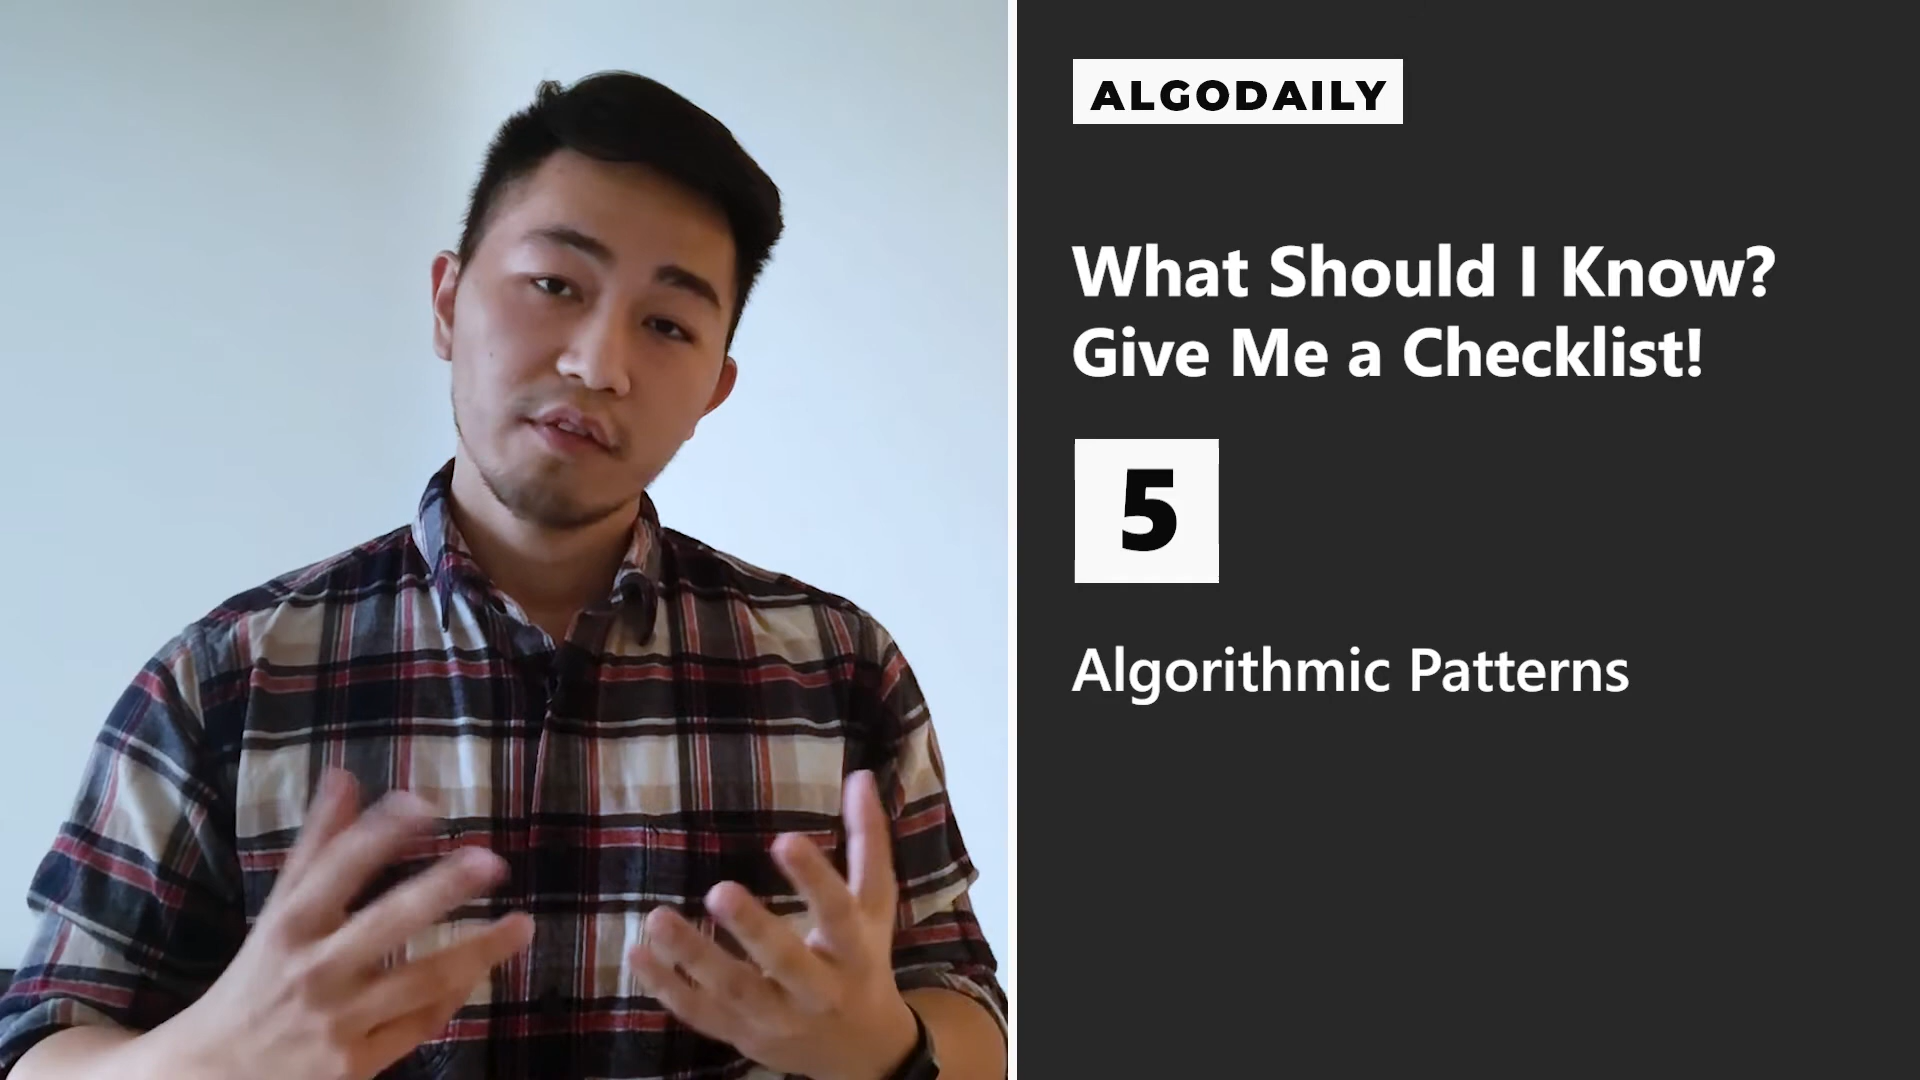 ALGODAILY
What Should I Know?
Give Me a Checklist!
5
Algorithmic Patterns